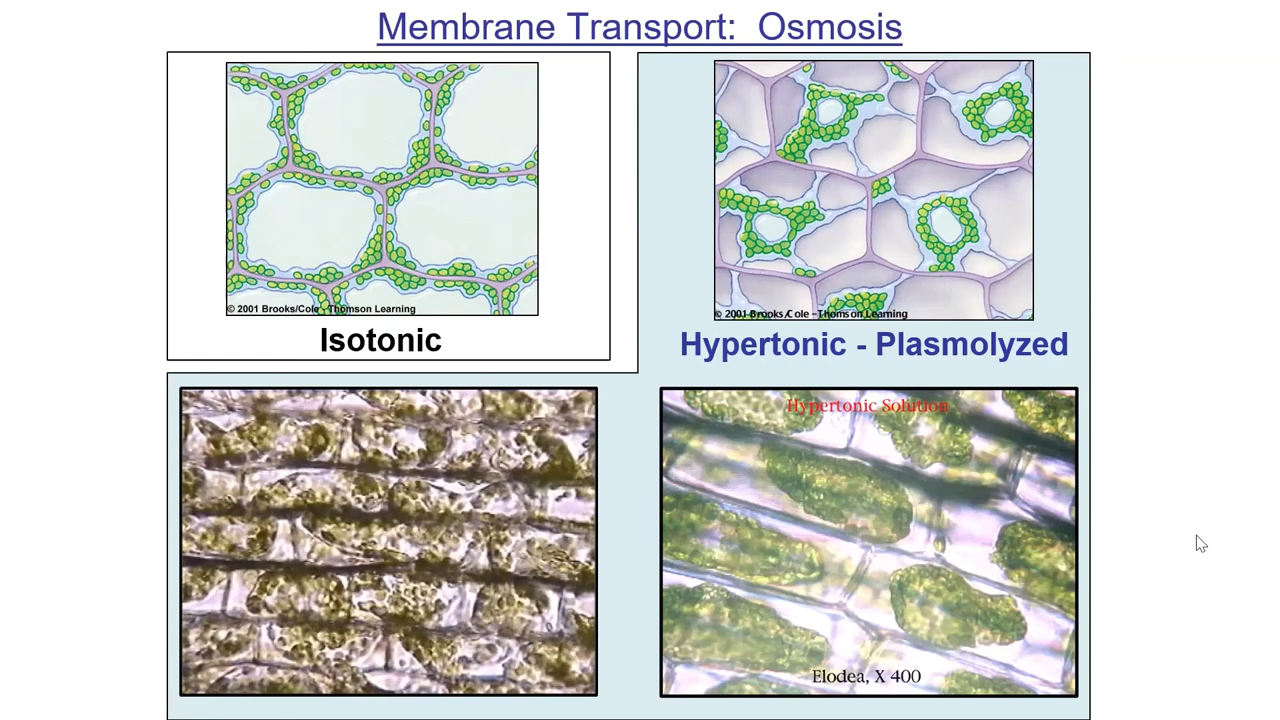 Membrane Transport: Osmosis
© 2001 Brooks/Cole - Thomson Learning
Isotonic
© 2001 Brooks/Cole - Thomson Learning
Hypertonic - Plasmolyzed
Hypertonic Solution
Elodea, X 400